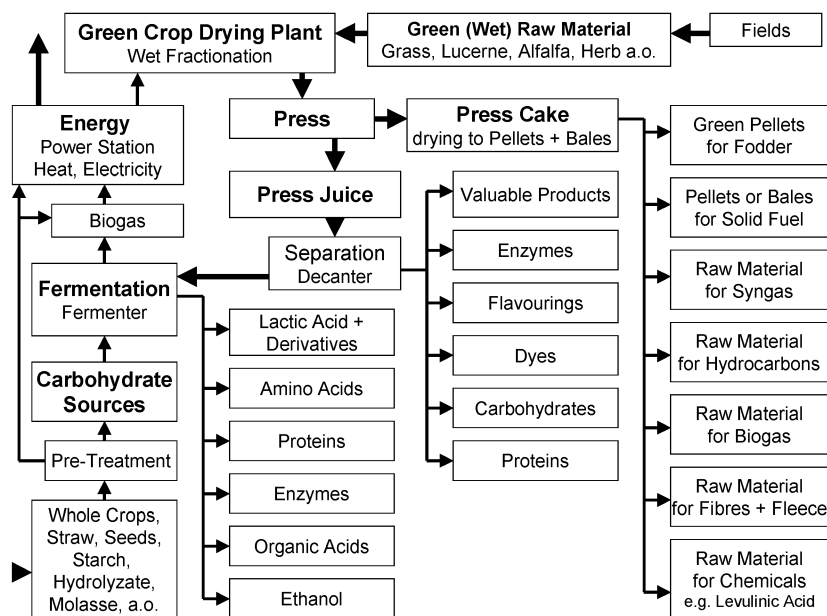 Green Crop Drying Plant
Wet Fractionation
Green (Wet) Raw Material
Grass, Lucerne, Alfalfa, Herb a.o.
Fields
Energy
Power Station
Heat, Electricity
Press
Press Cake
drying to Pellets + Bales
Green Pellets
for Fodder
Press Juice
Valuable Products
Pellets or Bales
for Solid Fuel
Biogas
Separation
Decanter
Enzymes
Raw Material
for Syngas
Fermentation
Fermenter
Flavourings
Lactic Acid +
Derivatives
Dyes
Raw Material
for Hydrocarbons
Carbohydrate
Sources
Amino Acids
Carbohydrates
Raw Material
for Biogas
Pre-Treatment
Proteins
Proteins
Raw Material
for Fibres + Fleece
Whole Crops,
Straw, Seeds,
Starch,
Hydrolyzate,
Molasse, a.o.
Enzymes
Organic Acids
Ethanol
Raw Material
for Chemicals
e.g. Levulinic Acid